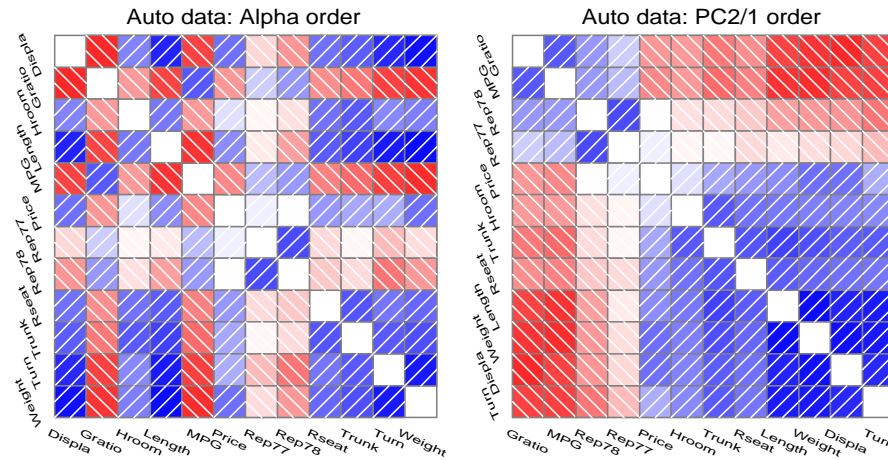 Auto data: Alpha order
Auto data: PC2/1 order
Displa
Gratio
Hroom
Length
MPG
Price
Rep77
Rep78
Rseat
Trunk
Turn
Weight
Displa
Gratio
Hroom
Length
MPG
Price
Rep77
Rep78
Rseat
Trunk
Turn
Weight
Gratio
MPG
Rep78
Rep77
Price
Hroom
Trunk
Rseat
Length
Weight
Displa
Turn
Gratio
MPG
Rep78
Rep77
Price
Hroom
Trunk
Rseat
Length
Weight
Displa